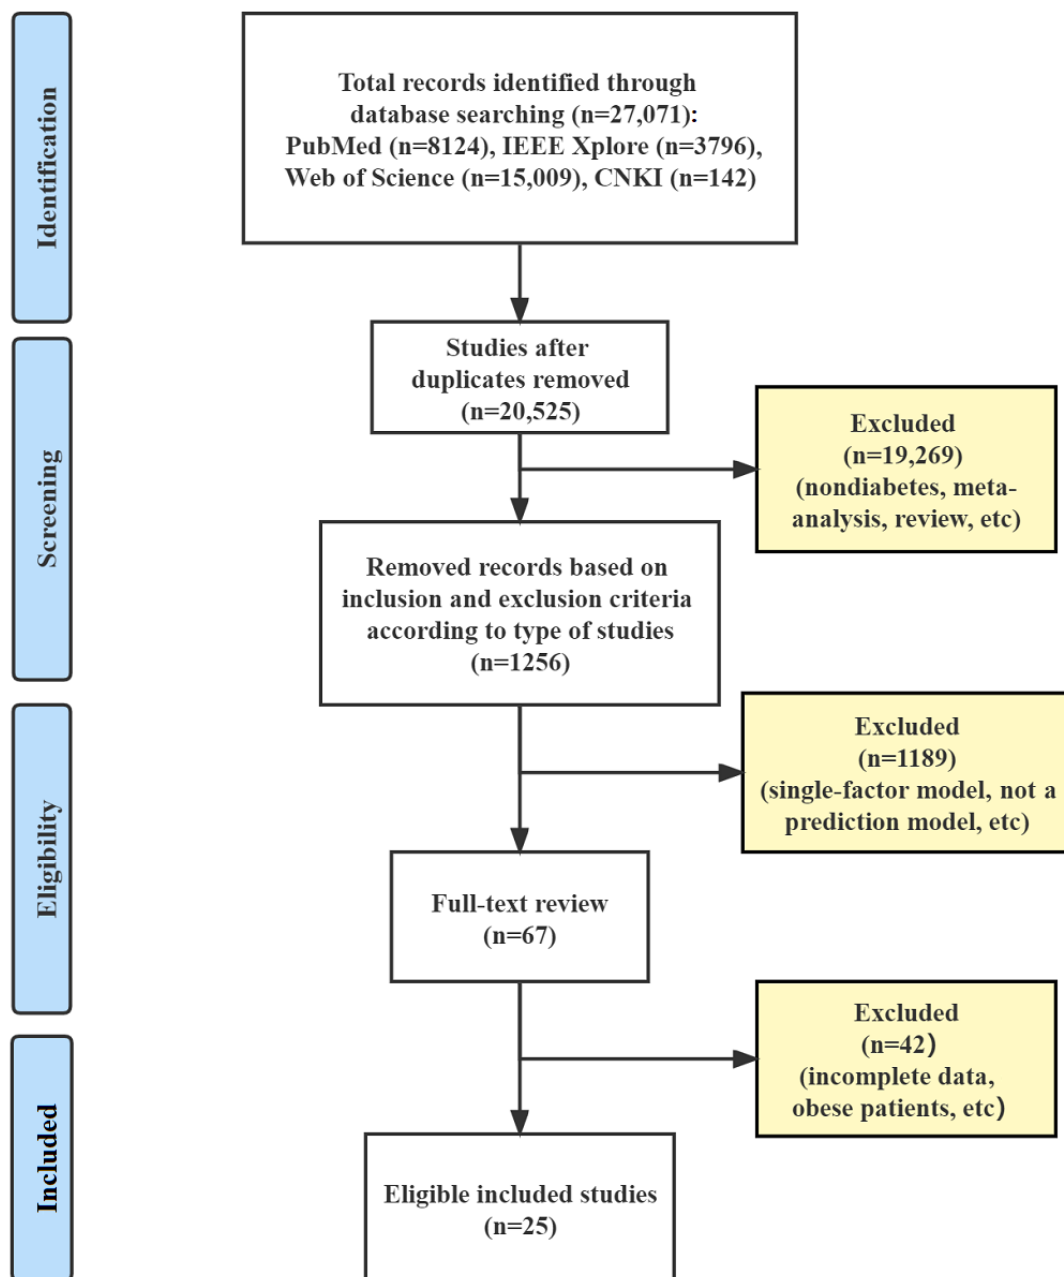 Identification
Total records identified through
database searching (n=27,071):
PubMed (n=8124), IEEE Xplore (n=3796),
Web of Science (n=15,009), CNKI (n=142)
Screening
Studies after
duplicates removed
(n=20,525)
Excluded
(n=19,269)
(nondiabetes, meta-
analysis, review, etc)
Removed records based on
inclusion and exclusion criteria
according to type of studies
(n=1256)
Eligibility
Excluded
(n=1189)
(single-factor model, not a
prediction model, etc)
Full-text review
(n=67)
Excluded
(n=42)
(incomplete data,
obese patients, etc)
Included
Eligible included studies
(n=25)